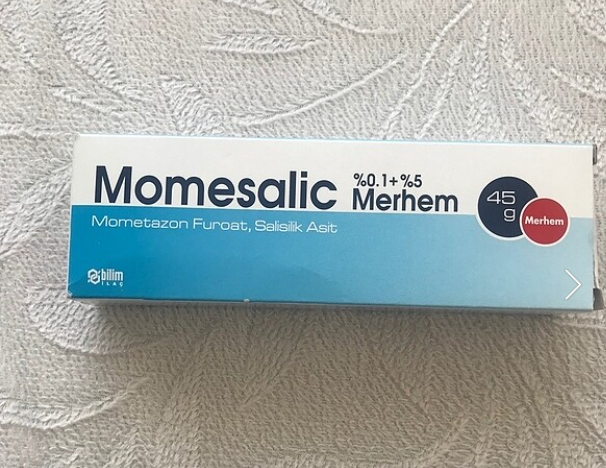 Momesalic %0.1+%5 Merhem
Mometazon Furoat, Salisilik Asit
45 g
Merhem
bilim
İLAÇ